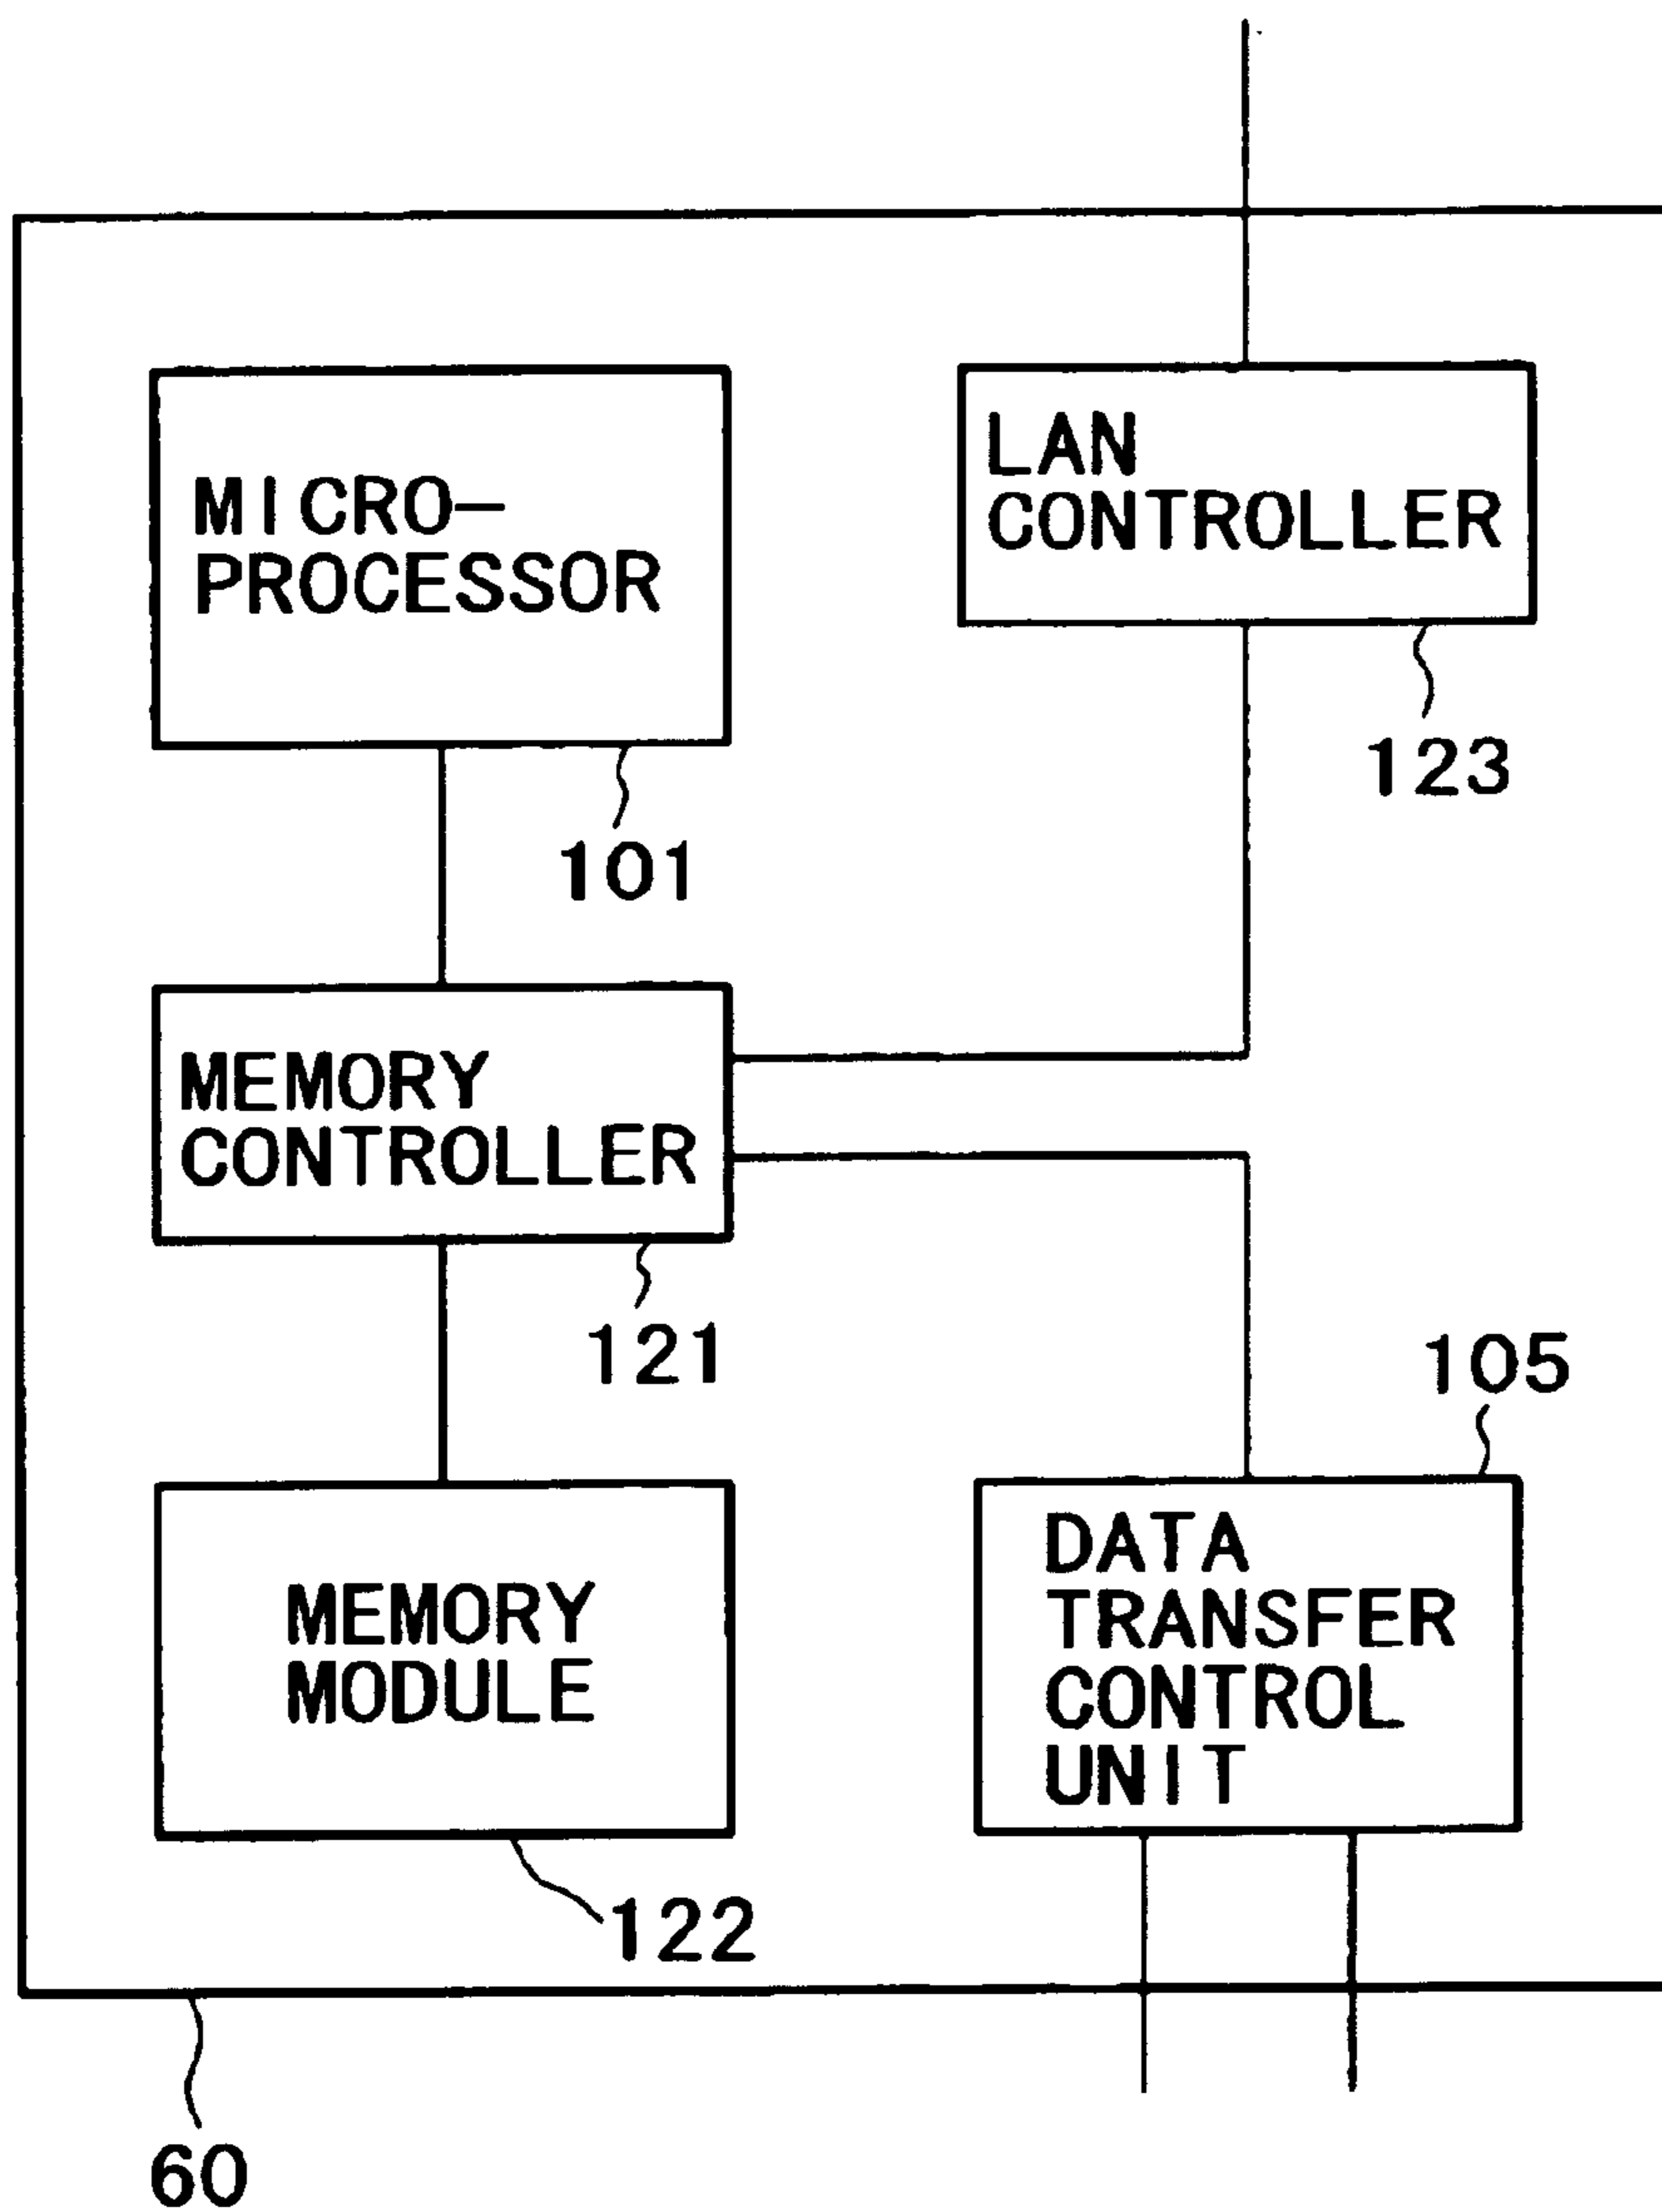 MICRO-
PROCESSOR
101
LAN
CONTROLLER
123
MEMORY
CONTROLLER
121
MEMORY
MODULE
122
105
DATA
TRANSFER
CONTROL
UNIT
60